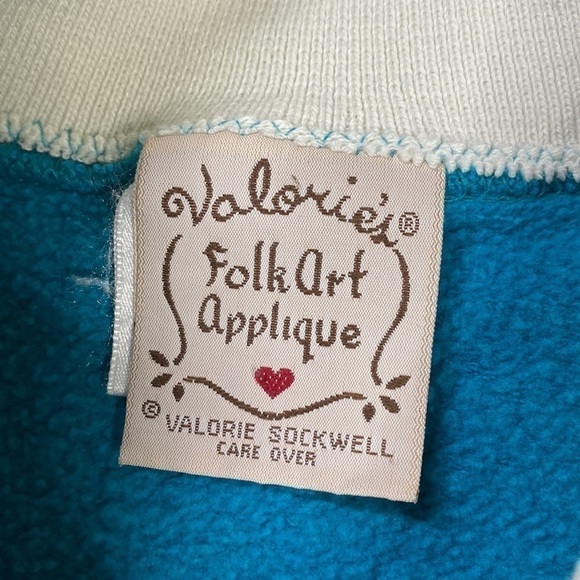 Valorie's®
Folk Art
Applique
© VALORIE SOCKWELL
CARE OVER